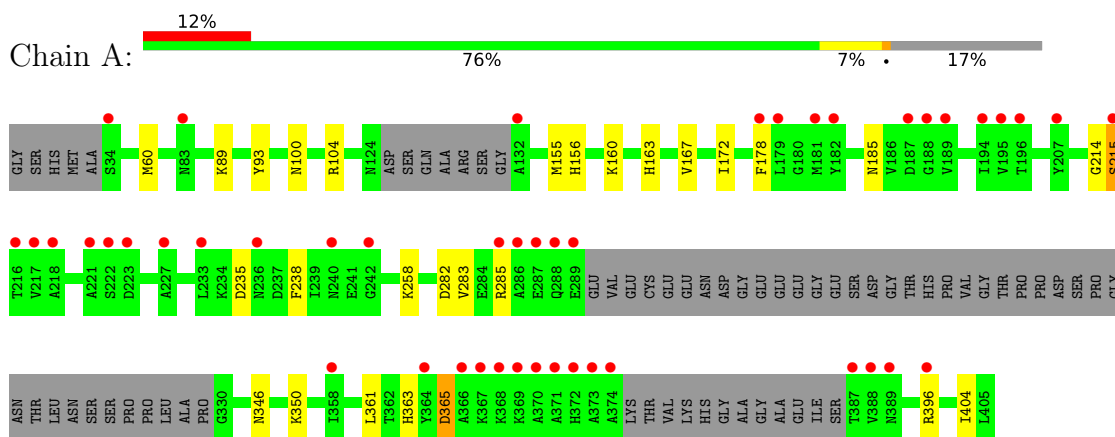 12%
Chain A:
76% 7% • 17%
GLY SER HIS MET ALA S34 M60 N83 K89 Y93 N100 R104 N124 ASP SER GLN ALA ARG SER GLY A132 M155 H156 K160 H163 V167 I172 F178 L179 G180 M181 Y182 N185 V186 D187 G188 V189 I194 V195 T196 Y207 G214 S215
T216 V217 A218 A221 S222 D223 A227 L233 K234 D235 N236 D237 F238 I239 N240 E241 G242 K258 D282 V283 E284 R285 A286 E287 Q288 E289 GLU VAL GLU CYS GLU GLU ASN ASP GLY GLU GLU GLU GLY GLU SER ASP GLY THR HIS PRO VAL GLY THR PRO PRO ASP SER PRO GLY
ASN THR LEU ASN SER SER PRO PRO LEU ALA PRO G330 N346 K350 I358 L361 T362 H363 Y364 D365 A366 K367 K368 K369 A370 A371 H372 A373 A374 LYS THR VAL LYS HIS GLY ALA GLY ALA GLU ILE SER T387 V388 N389 R396 I404 L405